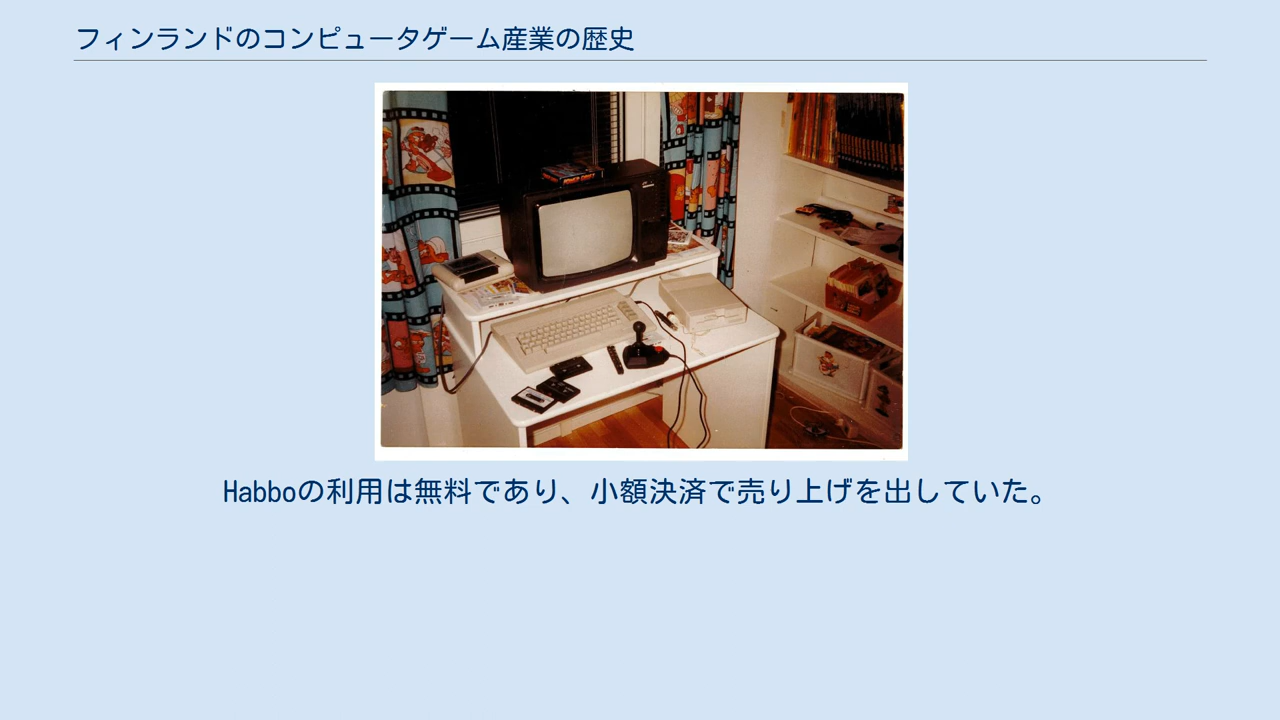 フィンランドのコンピュータゲーム産業の歴史
Habboの利用は無料であり、小額決済で売り上げを出していた。